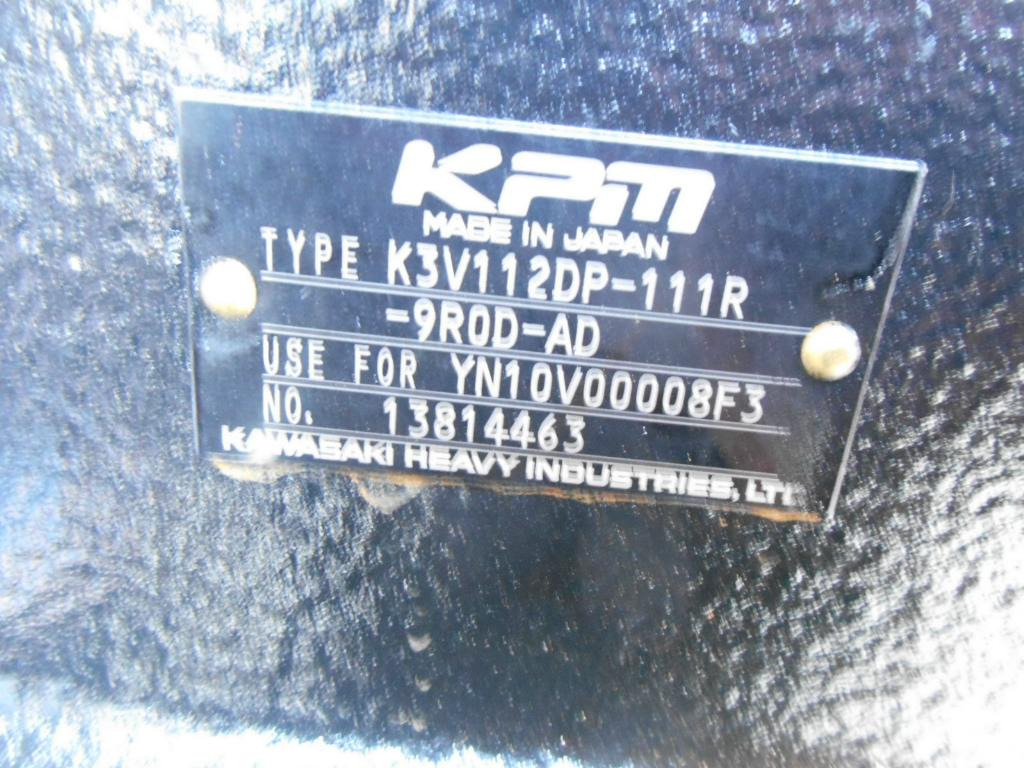 KPM
MADE IN JAPAN
TYPE K3V112DP-111R
-9R0D-AD
USE FOR YN10V00008F3
NO. 13814463
KAWASAKI HEAVY INDUSTRIES, LTD